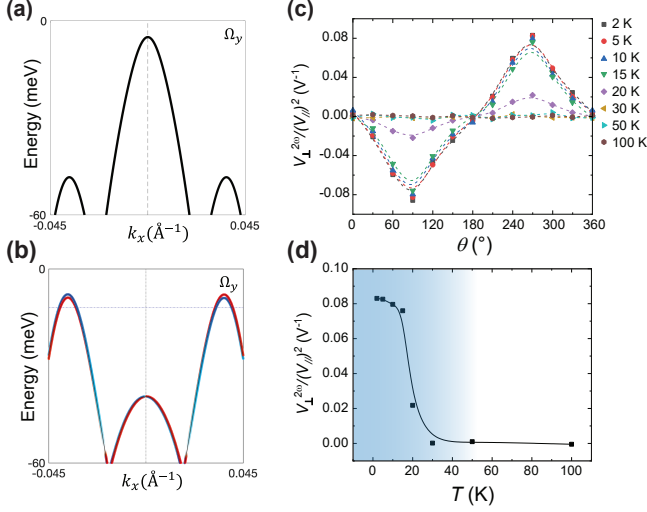 (a)
0
Ω_y
Energy (meV)
-60
-0.045
0.045
k_x(Å⁻¹)
(b)
0
Ω_y
Energy (meV)
-60
-0.045
0.045
k_x(Å⁻¹)
(c)
V_⊥^2ω/(V_//)² (V⁻¹)
0.08
0.04
0.00
-0.04
-0.08
0 60 120 180 240 300 360
θ (°)
2 K
5 K
10 K
15 K
20 K
30 K
50 K
100 K
(d)
V_⊥^2ω/(V_//)² (V⁻¹)
0.10
0.08
0.06
0.04
0.02
0.00
0 20 40 60 80 100
T (K)